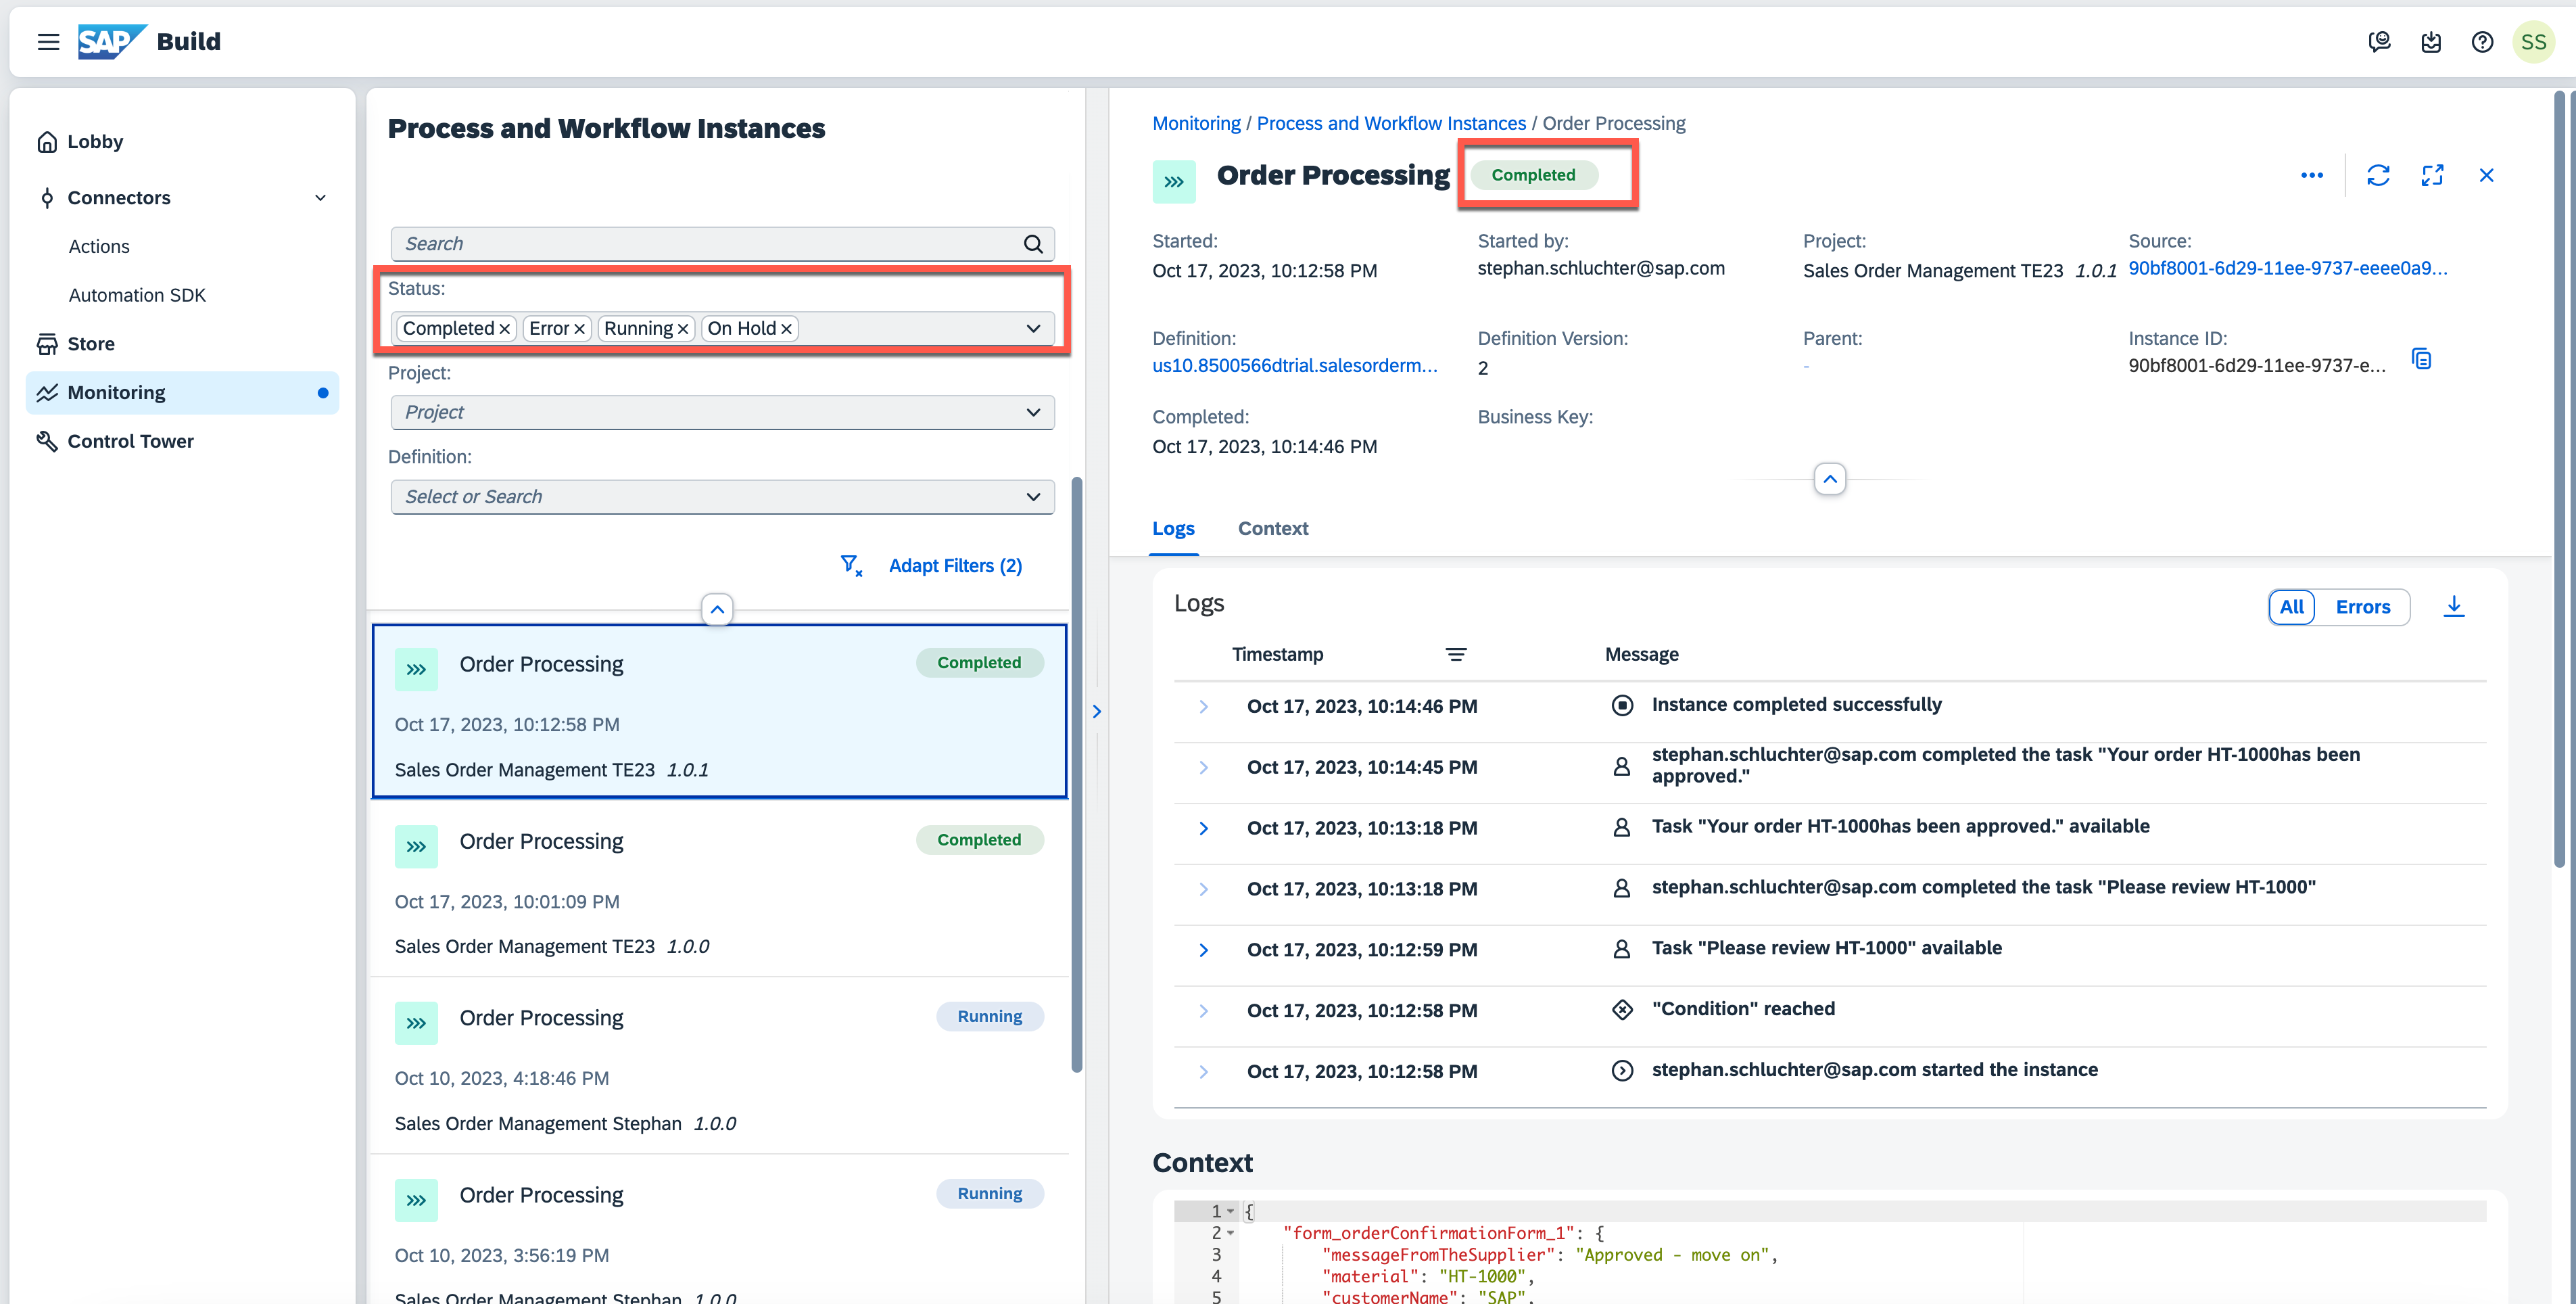 SAP Build
SS
Lobby
Connectors
Actions
Automation SDK
Store
Monitoring
Control Tower
Process and Workflow Instances
Search
Status:
Completed Error Running On Hold
Project:
Project
Definition:
Select or Search
Adapt Filters (2)
Order Processing Completed
Oct 17, 2023, 10:12:58 PM
Sales Order Management TE23 1.0.1
Order Processing Completed
Oct 17, 2023, 10:01:09 PM
Sales Order Management TE23 1.0.0
Order Processing Running
Oct 10, 2023, 4:18:46 PM
Sales Order Management Stephan 1.0.0
Order Processing Running
Oct 10, 2023, 3:56:19 PM
Sales Order Management Stephan 1.0.0
Monitoring / Process and Workflow Instances / Order Processing
Order Processing Completed
Started:
Oct 17, 2023, 10:12:58 PM
Started by:
stephan.schluchter@sap.com
Project:
Sales Order Management TE23 1.0.1
Source:
90bf8001-6d29-11ee-9737-eeee0a9...
Definition:
us10.8500566dtrial.salesorderm...
Definition Version:
2
Parent:
-
Instance ID:
90bf8001-6d29-11ee-9737-e...
Completed:
Oct 17, 2023, 10:14:46 PM
Business Key:
Logs Context
Logs
All Errors
Timestamp Message
Oct 17, 2023, 10:14:46 PM Instance completed successfully
Oct 17, 2023, 10:14:45 PM stephan.schluchter@sap.com completed the task "Your order HT-1000has been
approved."
Oct 17, 2023, 10:13:18 PM Task "Your order HT-1000has been approved." available
Oct 17, 2023, 10:13:18 PM stephan.schluchter@sap.com completed the task "Please review HT-1000"
Oct 17, 2023, 10:12:59 PM Task "Please review HT-1000" available
Oct 17, 2023, 10:12:58 PM "Condition" reached
Oct 17, 2023, 10:12:58 PM stephan.schluchter@sap.com started the instance
Context
1 {
2 "form_orderConfirmationForm_1": {
3 "messageFromTheSupplier": "Approved - move on",
4 "material": "HT-1000",
5 "customerName": "SAP",